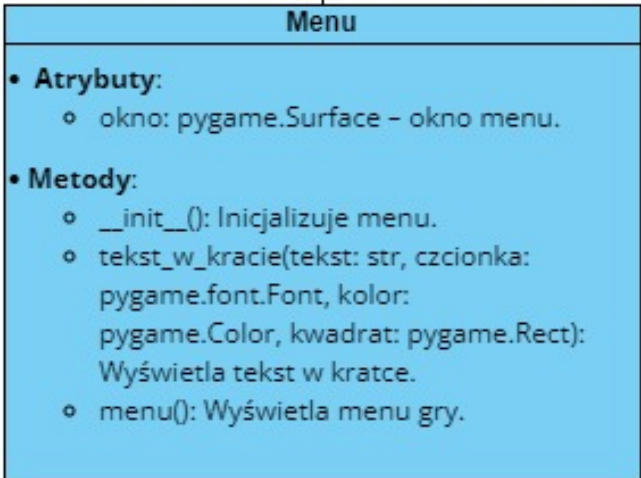 Menu
• Atrybuty:
○ okno: pygame.Surface – okno menu.
• Metody:
○ __init__(): Inicjalizuje menu.
○ tekst_w_kracie(tekst: str, czcionka:
pygame.font.Font, kolor:
pygame.Color, kwadrat: pygame.Rect):
Wyświetla tekst w kratce.
○ menu(): Wyświetla menu gry.